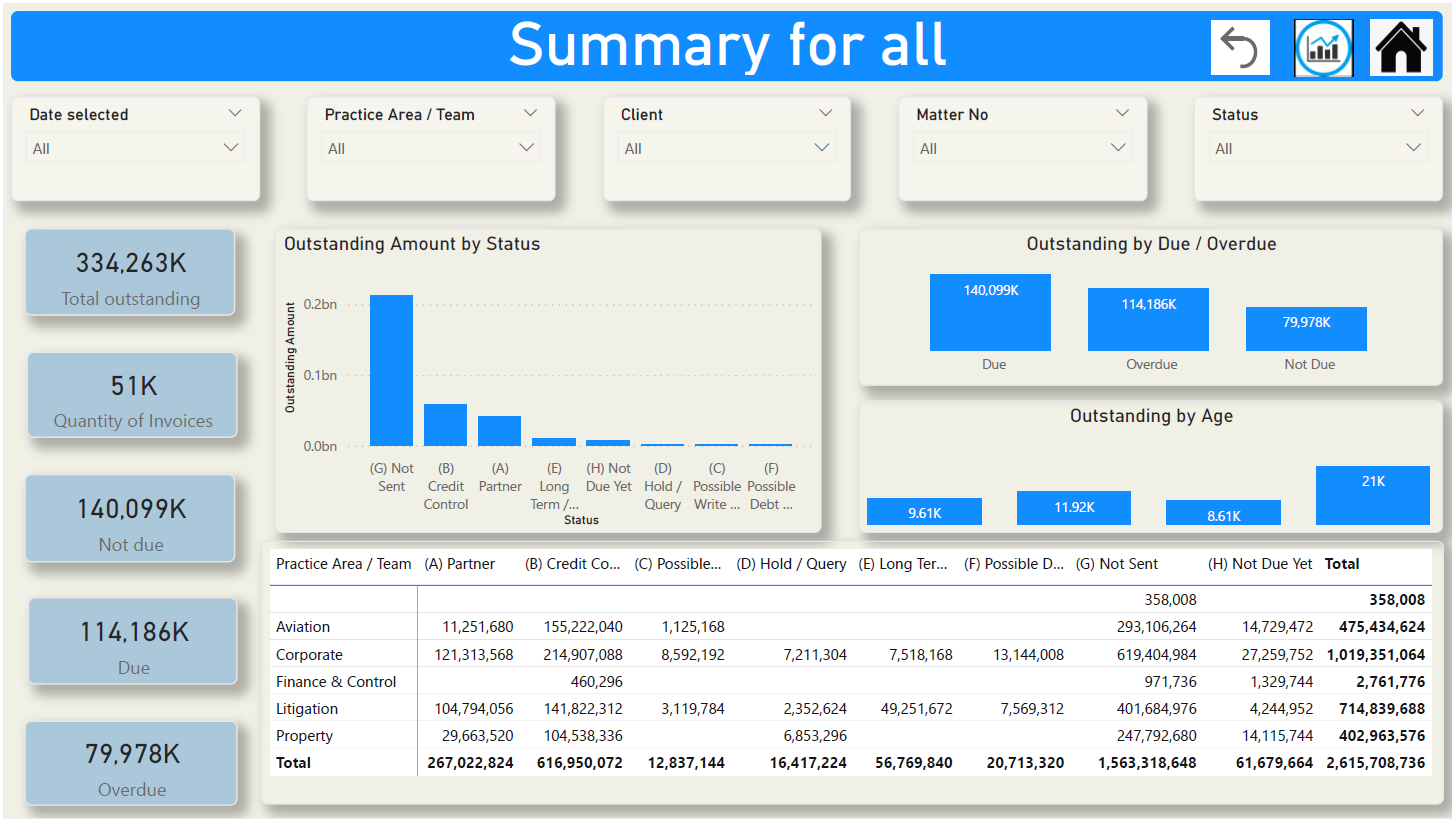 Summary for all
Date selected
All
Practice Area / Team
All
Client
All
Matter No
All
Status
All
334,263K
Total outstanding
51K
Quantity of Invoices
140,099K
Not due
114,186K
Due
79,978K
Overdue
Outstanding Amount by Status
Outstanding Amount
0.2bn
0.1bn
0.0bn
(G) Not Sent
(B) Credit Control
(A) Partner
(E) Long Term /...
(H) Not Due Yet
(D) Hold / Query
(C) Possible Write ...
(F) Possible Debt ...
Status
Outstanding by Due / Overdue
140,099K
114,186K
79,978K
Due
Overdue
Not Due
Outstanding by Age
9.61K
11.92K
8.61K
21K
Practice Area / Team (A) Partner (B) Credit Co... (C) Possible... (D) Hold / Query (E) Long Ter... (F) Possible D... (G) Not Sent (H) Not Due Yet Total
358,008 358,008
Aviation 11,251,680 155,222,040 1,125,168 293,106,264 14,729,472 475,434,624
Corporate 121,313,568 214,907,088 8,592,192 7,211,304 7,518,168 13,144,008 619,404,984 27,259,752 1,019,351,064
Finance & Control 460,296 971,736 1,329,744 2,761,776
Litigation 104,794,056 141,822,312 3,119,784 2,352,624 49,251,672 7,569,312 401,684,976 4,244,952 714,839,688
Property 29,663,520 104,538,336 6,853,296 247,792,680 14,115,744 402,963,576
Total 267,022,824 616,950,072 12,837,144 16,417,224 56,769,840 20,713,320 1,563,318,648 61,679,664 2,615,708,736